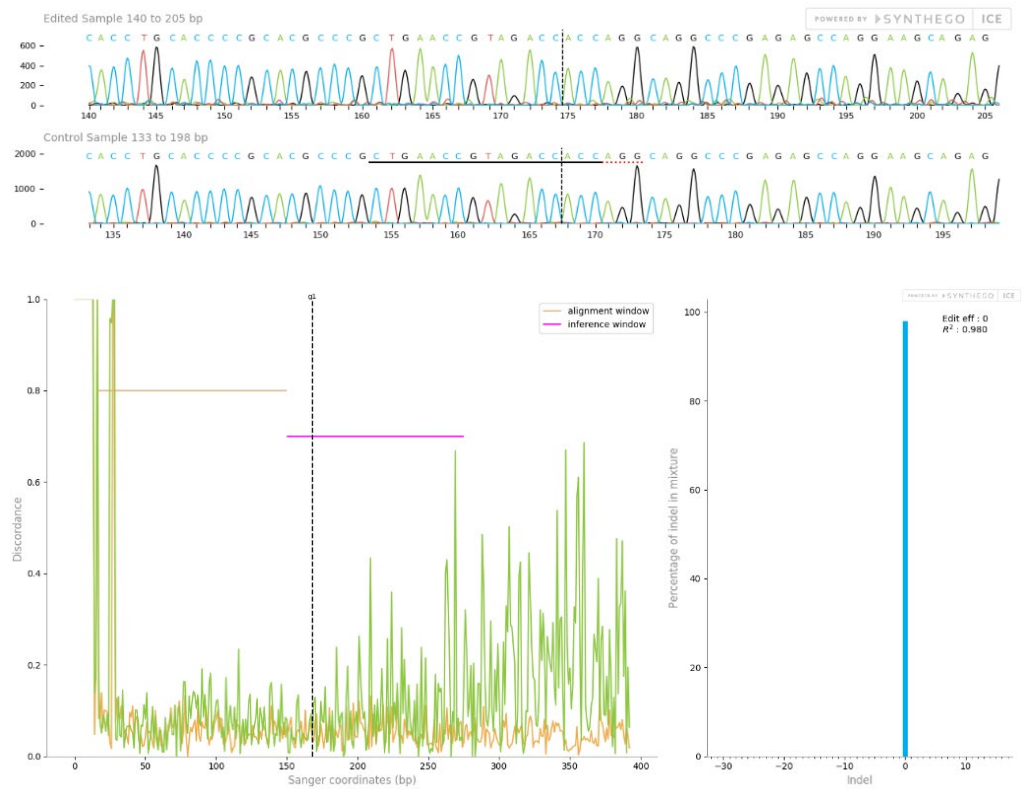 Edited Sample 140 to 205 bp
POWERED BY SYNTHEGO ICE
C A C C T G C A C C C C G C A C G C C C G C T G A A C C G T A G A C C A C C A G G C A G G C C C G A G A G C C A G G A A G C A G A G
600
400
200
0
140 145 150 155 160 165 170 175 180 185 190 195 200 205
Control Sample 133 to 198 bp
C A C C T G C A C C C C G C A C G C C C G C T G A A C C G T A G A C C A C C A G G C A G G C C C G A G A G C C A G G A A G C A G A G
2000
1000
0
135 140 145 150 155 160 165 170 175 180 185 190 195
g1
alignment window
inference window
1.0
0.8
0.6
0.4
0.2
0.0
Discordance
0 50 100 150 200 250 300 350 400
Sanger coordinates (bp)
POWERED BY SYNTHEGO ICE
Edit eff : 0
R² : 0.980
100
80
60
40
20
0
Percentage of indel in mixture
−30 −20 −10 0 10
Indel